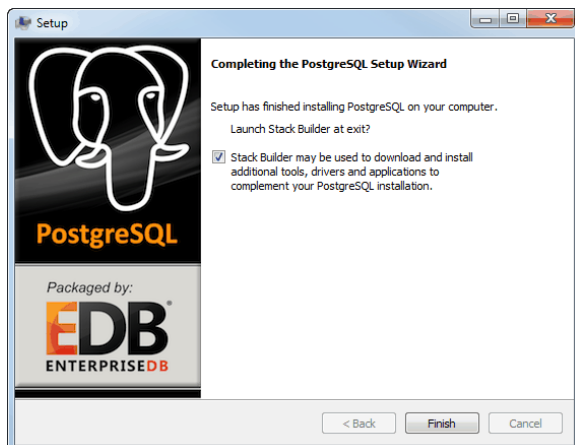 Setup
Completing the PostgreSQL Setup Wizard
Setup has finished installing PostgreSQL on your computer.
Launch Stack Builder at exit?
Stack Builder may be used to download and install
additional tools, drivers and applications to
complement your PostgreSQL installation.
PostgreSQL
Packaged by:
EDB
ENTERPRISEDB
< Back
Finish
Cancel